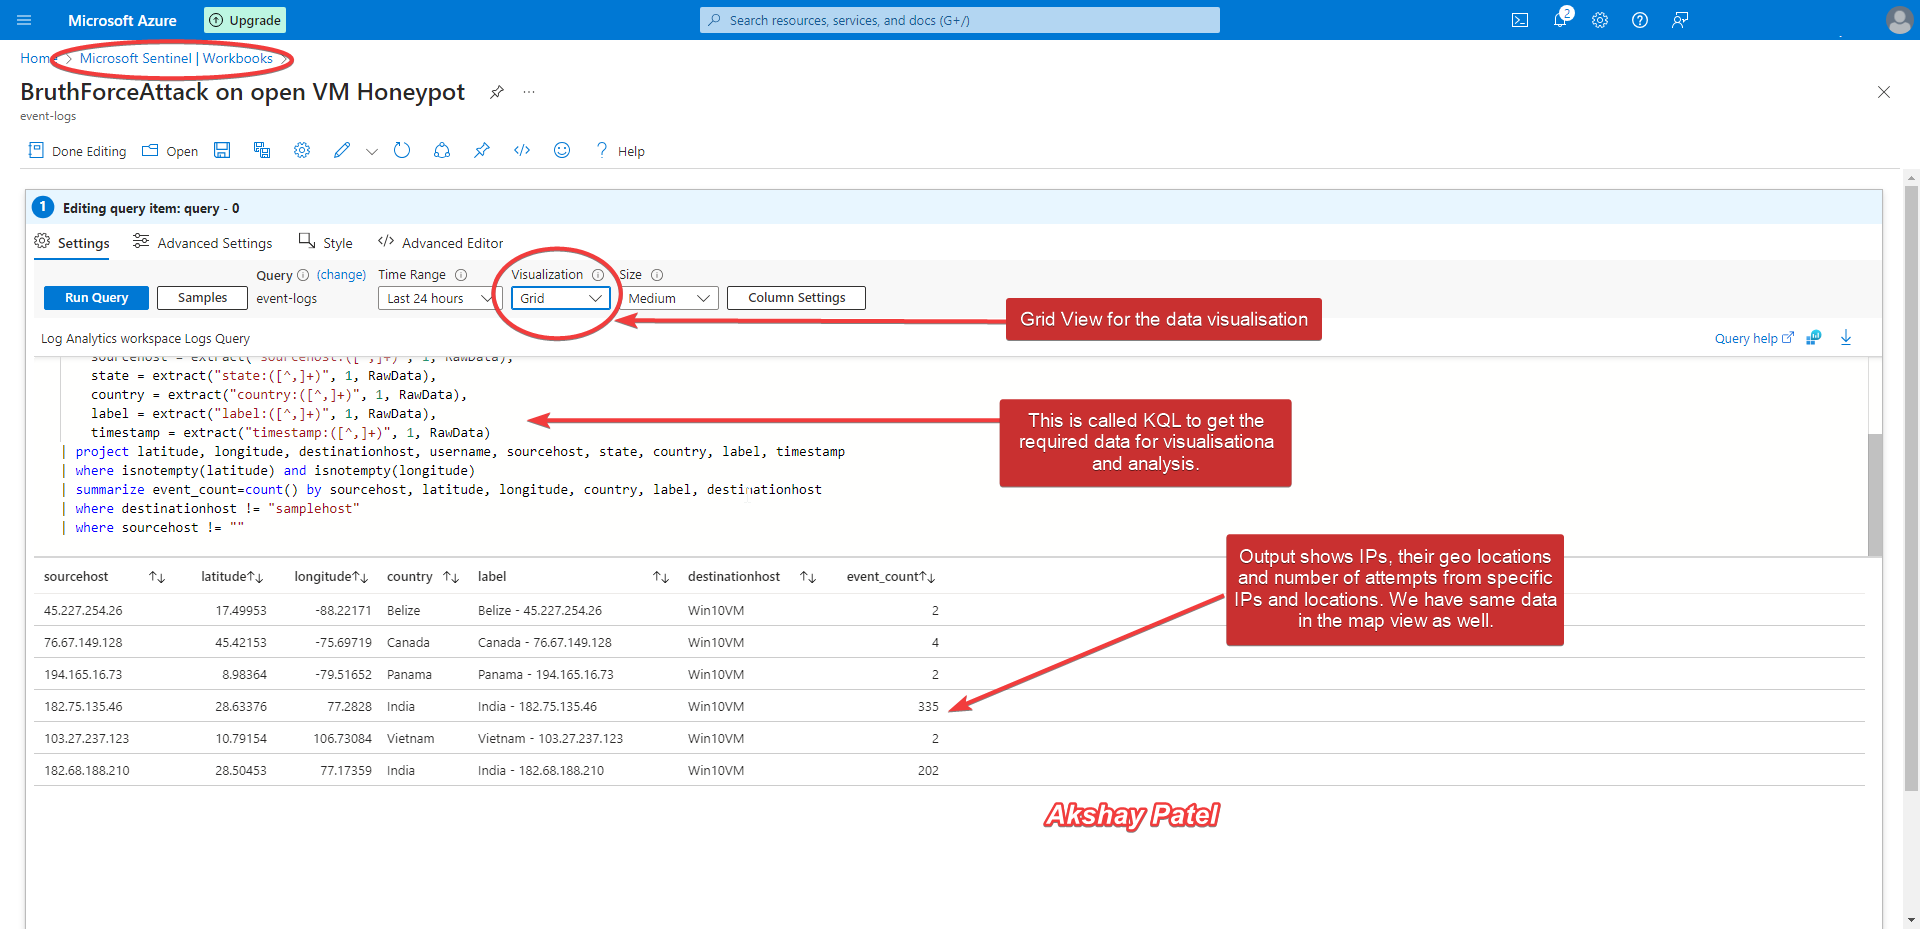 Microsoft Azure
Upgrade
Search resources, services, and docs (G+/)
2
Home > Microsoft Sentinel | Workbooks >
BruthForceAttack on open VM Honeypot
event-logs
Done Editing
Open
Help
1
Editing query item: query - 0
Settings
Advanced Settings
Style
Advanced Editor
Query (change) Time Range Visualization Size
Run Query Samples event-logs Last 24 hours Grid Medium Column Settings
Grid View for the data visualisation
Log Analytics workspace Logs Query
Query help
sourcehost = extract("sourcehost:([^,]+)", 1, RawData),
state = extract("state:([^,]+)", 1, RawData),
country = extract("country:([^,]+)", 1, RawData),
label = extract("label:([^,]+)", 1, RawData),
timestamp = extract("timestamp:([^,]+)", 1, RawData)
| project latitude, longitude, destinationhost, username, sourcehost, state, country, label, timestamp
| where isnotempty(latitude) and isnotempty(longitude)
| summarize event_count=count() by sourcehost, latitude, longitude, country, label, destinationhost
| where destinationhost != "samplehost"
| where sourcehost != ""
This is called KQL to get the
required data for visualisationa
and analysis.
Output shows IPs, their geo locations
and number of attempts from specific
IPs and locations. We have same data
in the map view as well.
sourcehost latitude longitude country label destinationhost event_count
45.227.254.26 17.49953 -88.22171 Belize Belize - 45.227.254.26 Win10VM 2
76.67.149.128 45.42153 -75.69719 Canada Canada - 76.67.149.128 Win10VM 4
194.165.16.73 8.98364 -79.51652 Panama Panama - 194.165.16.73 Win10VM 2
182.75.135.46 28.63376 77.2828 India India - 182.75.135.46 Win10VM 335
103.27.237.123 10.79154 106.73084 Vietnam Vietnam - 103.27.237.123 Win10VM 2
182.68.188.210 28.50453 77.17359 India India - 182.68.188.210 Win10VM 202
Akshay Patel